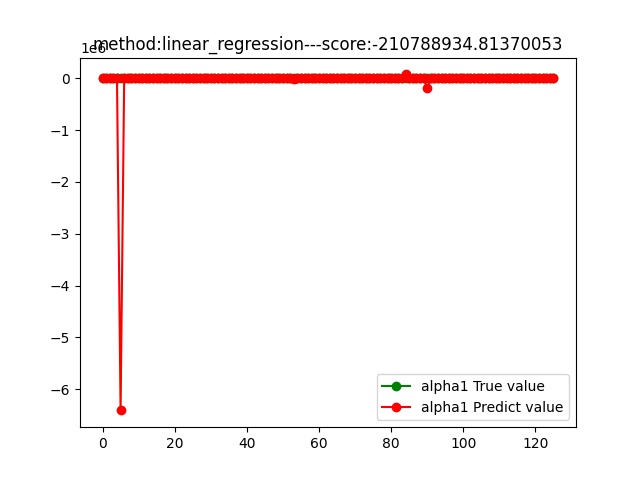 method:linear_regression---score:-210788934.81370053
1e6
0
−1
−2
−3
−4
−5
−6
0 20 40 60 80 100 120
alpha1 True value
alpha1 Predict value